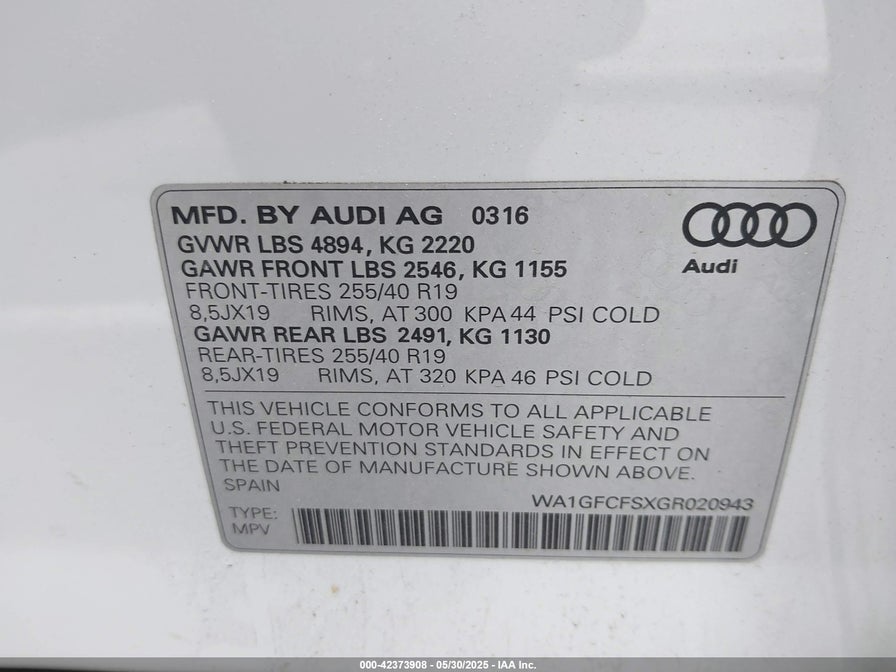 MFD. BY AUDI AG 0316
GVWR LBS 4894, KG 2220
GAWR FRONT LBS 2546, KG 1155
FRONT-TIRES 255/40 R19
8,5JX19 RIMS, AT 300 KPA 44 PSI COLD
GAWR REAR LBS 2491, KG 1130
REAR-TIRES 255/40 R19
8,5JX19 RIMS, AT 320 KPA 46 PSI COLD
Audi
THIS VEHICLE CONFORMS TO ALL APPLICABLE
U.S. FEDERAL MOTOR VEHICLE SAFETY AND
THEFT PREVENTION STANDARDS IN EFFECT ON
THE DATE OF MANUFACTURE SHOWN ABOVE.
SPAIN
WA1GFCFSXGR020943
TYPE:
MPV
000-42373908 - 05/30/2025 - IAA Inc.